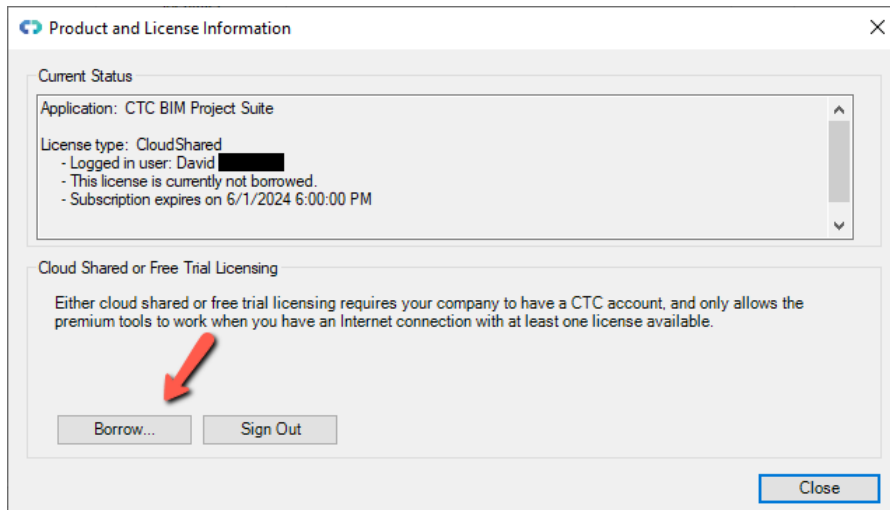 Product and License Information
Current Status
Application: CTC BIM Project Suite
License type: CloudShared
- Logged in user: David
- This license is currently not borrowed.
- Subscription expires on 6/1/2024 6:00:00 PM
Cloud Shared or Free Trial Licensing
Either cloud shared or free trial licensing requires your company to have a CTC account, and only allows the
premium tools to work when you have an Internet connection with at least one license available.
Borrow...
Sign Out
Close